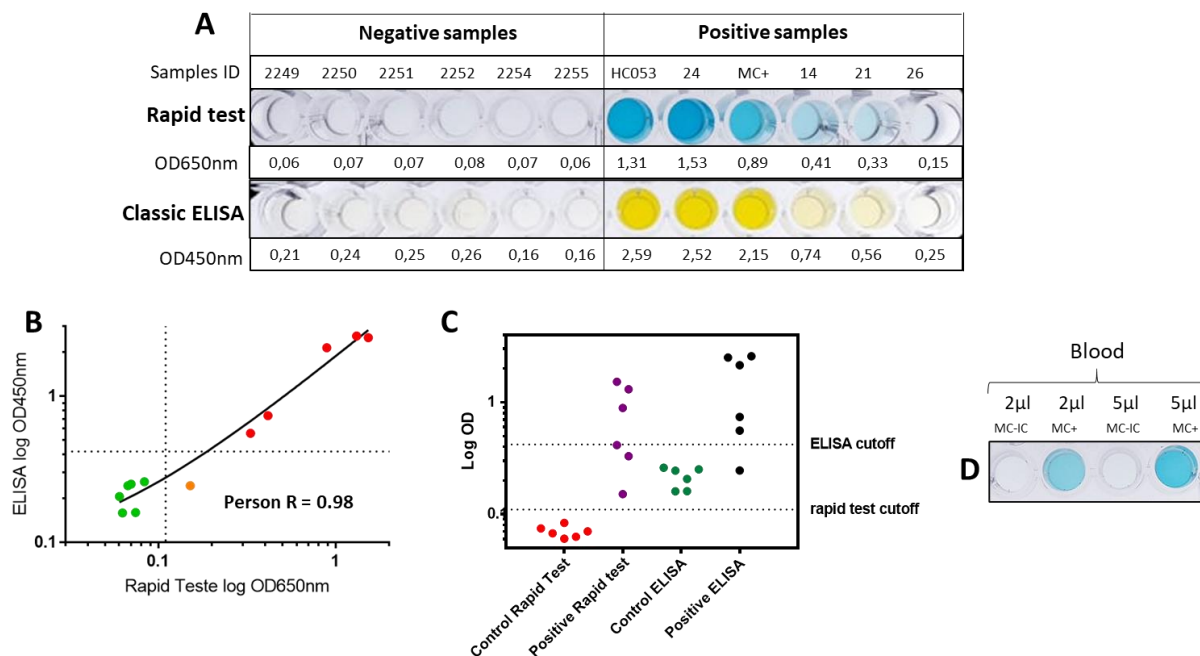 A
Negative samples Positive samples
Samples ID 2249 2250 2251 2252 2254 2255 HC053 24 MC+ 14 21 26
Rapid test
OD650nm 0,06 0,07 0,07 0,08 0,07 0,06 1,31 1,53 0,89 0,41 0,33 0,15
Classic ELISA
OD450nm 0,21 0,24 0,25 0,26 0,16 0,16 2,59 2,52 2,15 0,74 0,56 0,25
B
ELISA log OD450nm
1
0.1
Person R = 0.98
0.1 1
Rapid Teste log OD650nm
C
Log OD
1
ELISA cutoff
rapid test cutoff
Control Rapid Test
Positive Rapid test
Control ELISA
Positive ELISA
Blood
2µl 2µl 5µl 5µl
MC-IC MC+ MC-IC MC+
D